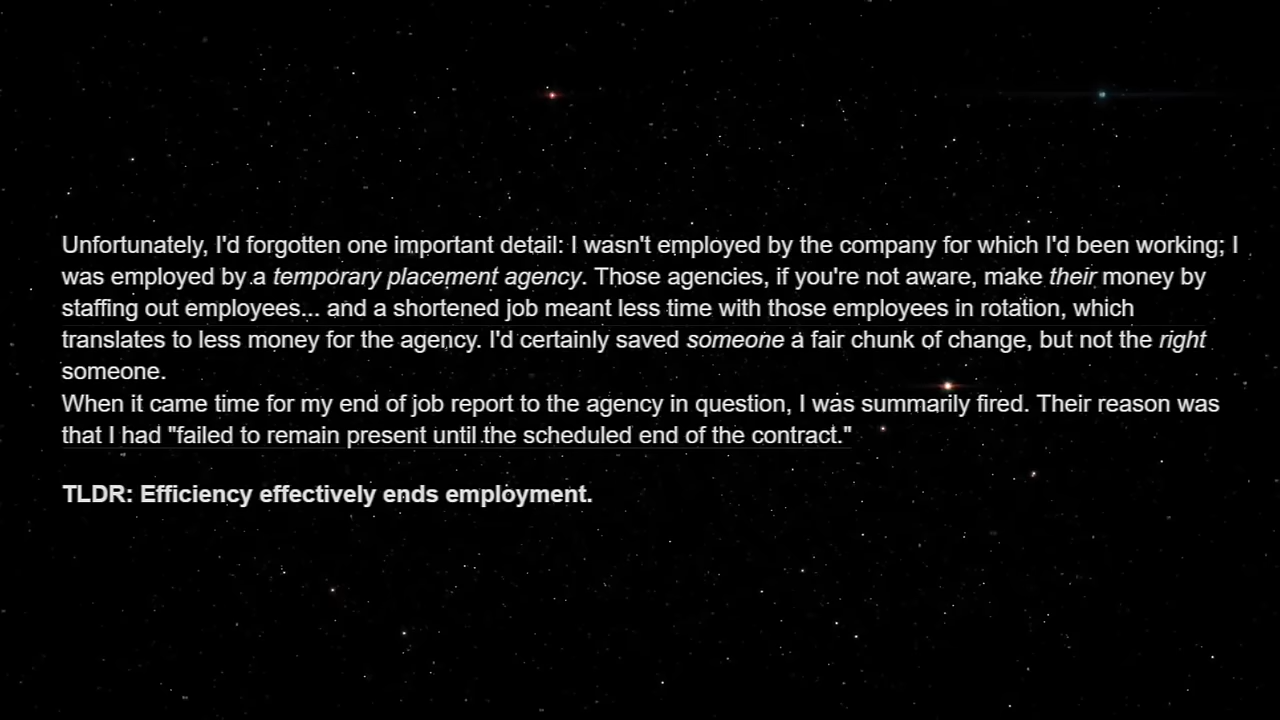 Unfortunately, I'd forgotten one important detail: I wasn't employed by the company for which I'd been working; I
was employed by a temporary placement agency. Those agencies, if you're not aware, make their money by
staffing out employees... and a shortened job meant less time with those employees in rotation, which
translates to less money for the agency. I'd certainly saved someone a fair chunk of change, but not the right
someone.
When it came time for my end of job report to the agency in question, I was summarily fired. Their reason was
that I had "failed to remain present until the scheduled end of the contract."
TLDR: Efficiency effectively ends employment.